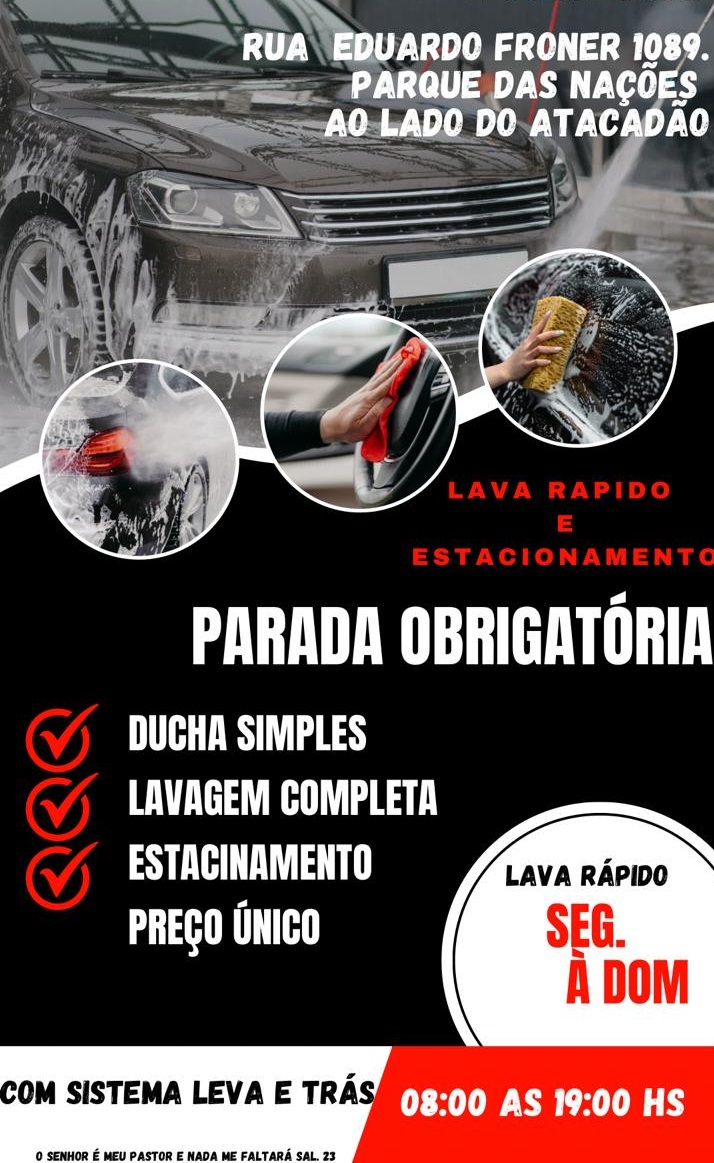 RUA EDUARDO FRONER 1089.
PARQUE DAS NAÇÕES
AO LADO DO ATACADÃO
LAVA RAPIDO
E
ESTACIONAMENTO
PARADA OBRIGATÓRIA
DUCHA SIMPLES
LAVAGEM COMPLETA
ESTACINAMENTO
PREÇO ÚNICO
LAVA RÁPIDO
SEG.
À DOM
COM SISTEMA LEVA E TRÁS
08:00 AS 19:00 HS
O SENHOR É MEU PASTOR E NADA ME FALTARÁ SAL. 23